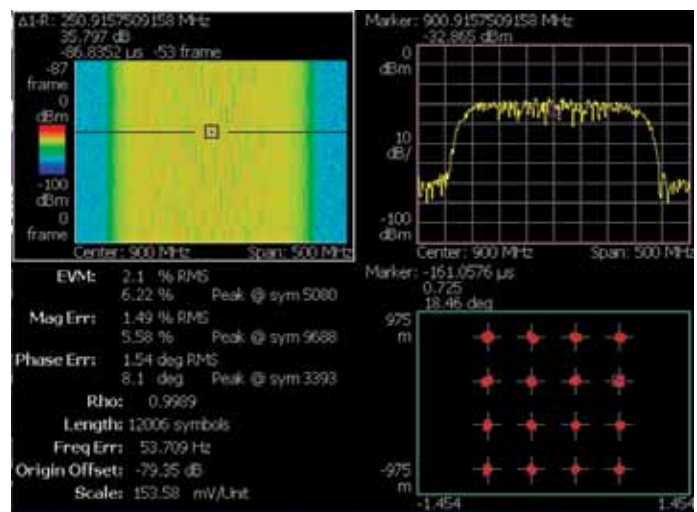 Δ1-R: 250.9157509158 MHz
35.797 dB
-86.8352 µs -53 frame
-87
frame
0
dBm
-100
dBm
0
frame
Center: 900 MHz Span: 500 MHz
Marker: 900.9157509158 MHz
-32.865 dBm
0
dBm
10
dB/
-100
dBm
Center: 900 MHz Span: 500 MHz
EVM: 2.1 % RMS
6.22 % Peak @ sym 5080
Mag Err: 1.49 % RMS
5.58 % Peak @ sym 9688
Phase Err: 1.54 deg RMS
8.1 deg Peak @ sym 3393
Rho: 0.9989
Length: 12006 symbols
Freq Err: 53.709 Hz
Origin Offset: -79.35 dB
Scale: 153.58 mV/Unit
Marker: -161.0576 µs
0.725
18.46 deg
975
m
-975
m
-1.454 1.454